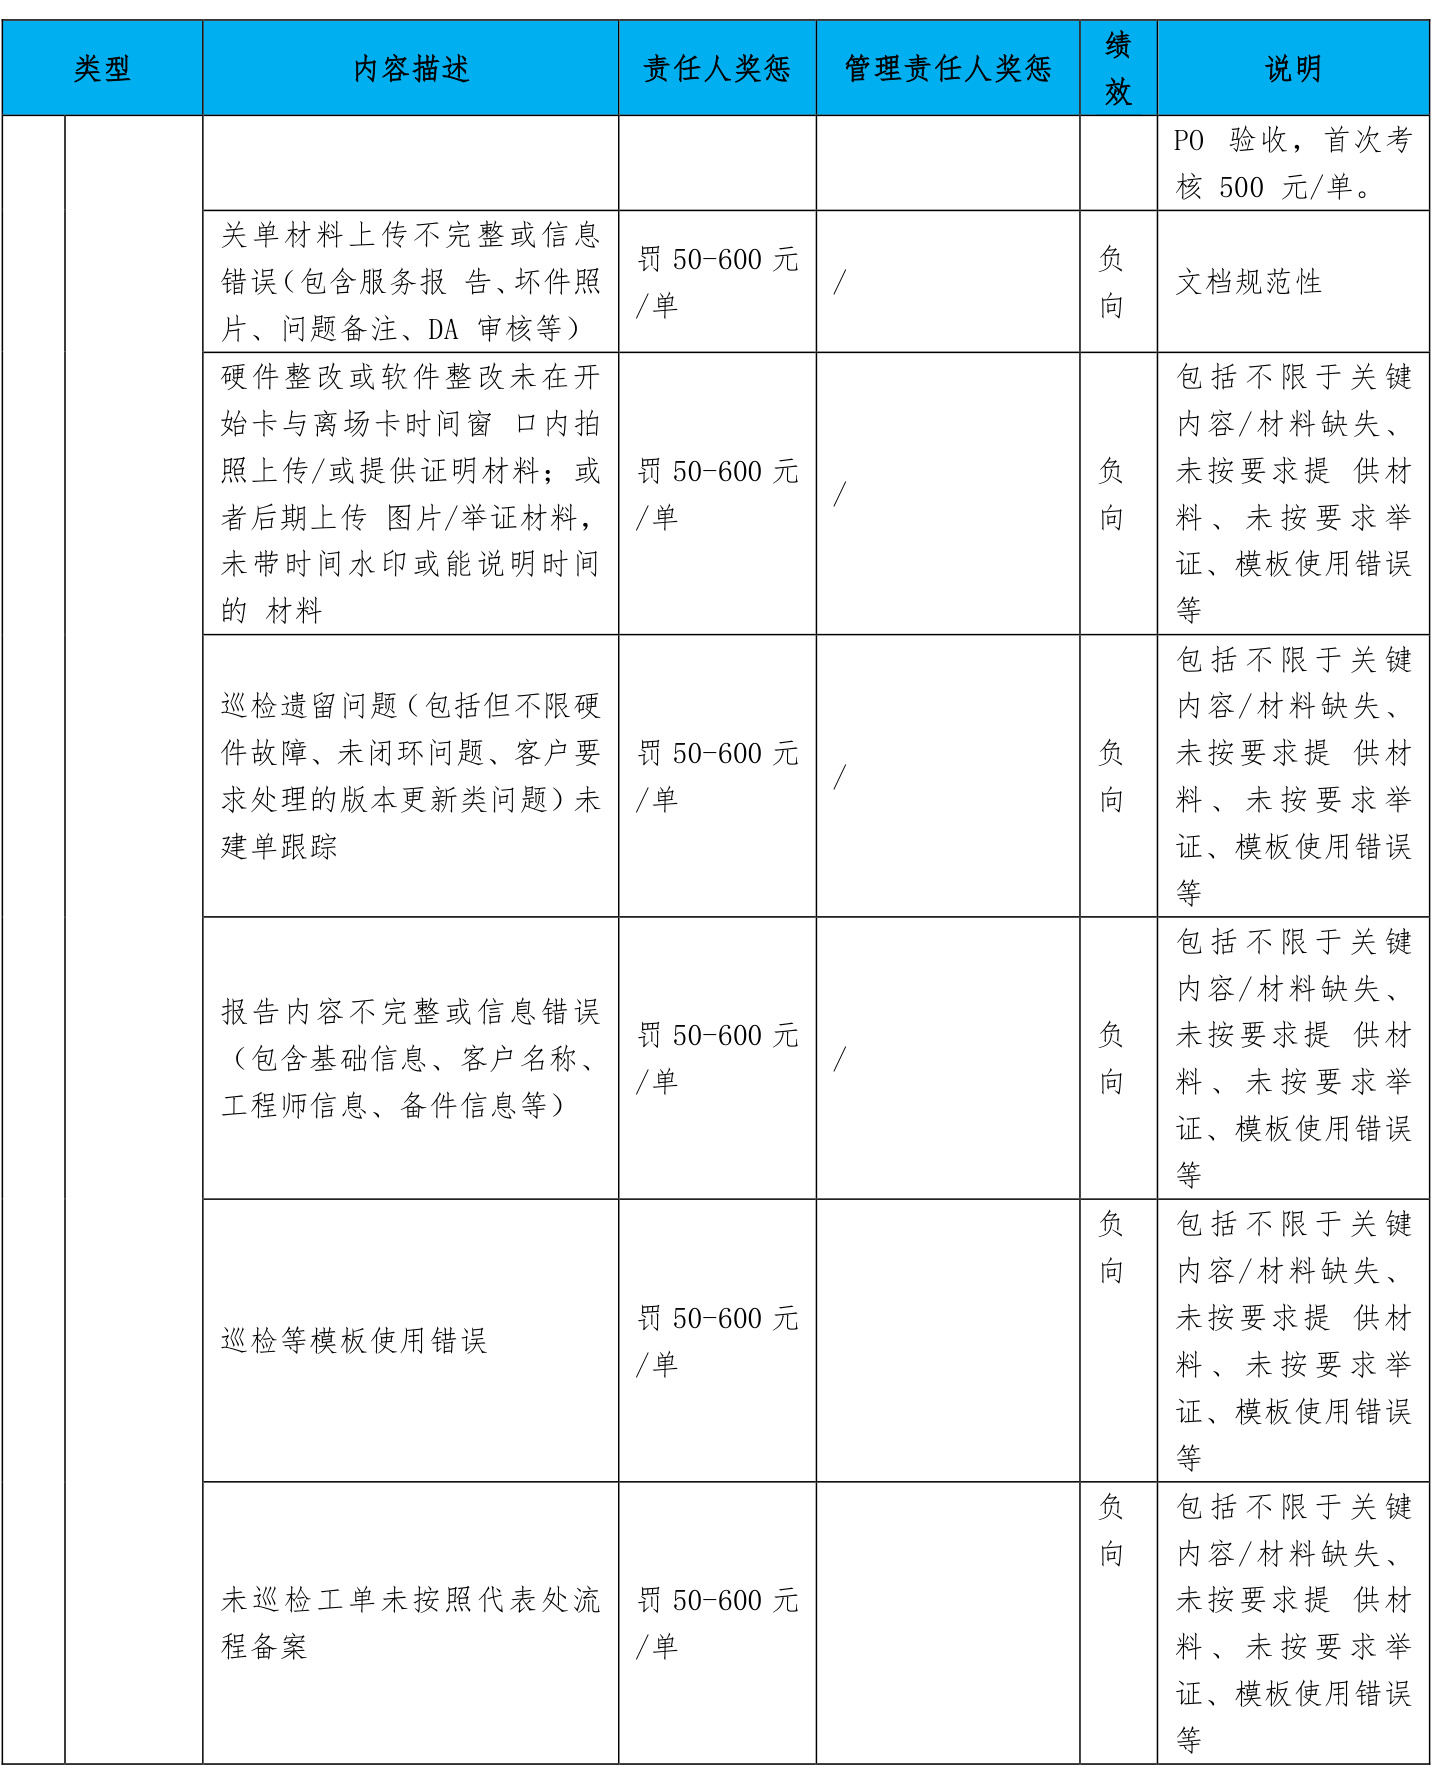 类型 内容描述 责任人奖惩 管理责任人奖惩 绩效 说明
PO 验收，首次考
核 500 元/单。
关单材料上传不完整或信息
错误（包含服务报 告、坏件照
片、问题备注、DA 审核等）
罚 50-600 元
/单
/
负
向
文档规范性
硬件整改或软件整改未在开
始卡与离场卡时间窗 口内拍
照上传/或提供证明材料；或
者后期上传 图片/举证材料，
未带时间水印或能说明时间
的 材料
罚 50-600 元
/单
/
负
向
包括不限于关键
内容/材料缺失、
未按要求提 供材
料、未按要求举
证、模板使用错误
等
巡检遗留问题（包括但不限硬
件故障、未闭环问题、客户要
求处理的版本更新类问题）未
建单跟踪
罚 50-600 元
/单
/
负
向
包括不限于关键
内容/材料缺失、
未按要求提 供材
料、未按要求举
证、模板使用错误
等
报告内容不完整或信息错误
（包含基础信息、客户名称、
工程师信息、备件信息等）
罚 50-600 元
/单
/
负
向
包括不限于关键
内容/材料缺失、
未按要求提 供材
料、未按要求举
证、模板使用错误
等
巡检等模板使用错误
罚 50-600 元
/单
负
向
包括不限于关键
内容/材料缺失、
未按要求提 供材
料、未按要求举
证、模板使用错误
等
未巡检工单未按照代表处流
程备案
罚 50-600 元
/单
负
向
包括不限于关键
内容/材料缺失、
未按要求提 供材
料、未按要求举
证、模板使用错误
等